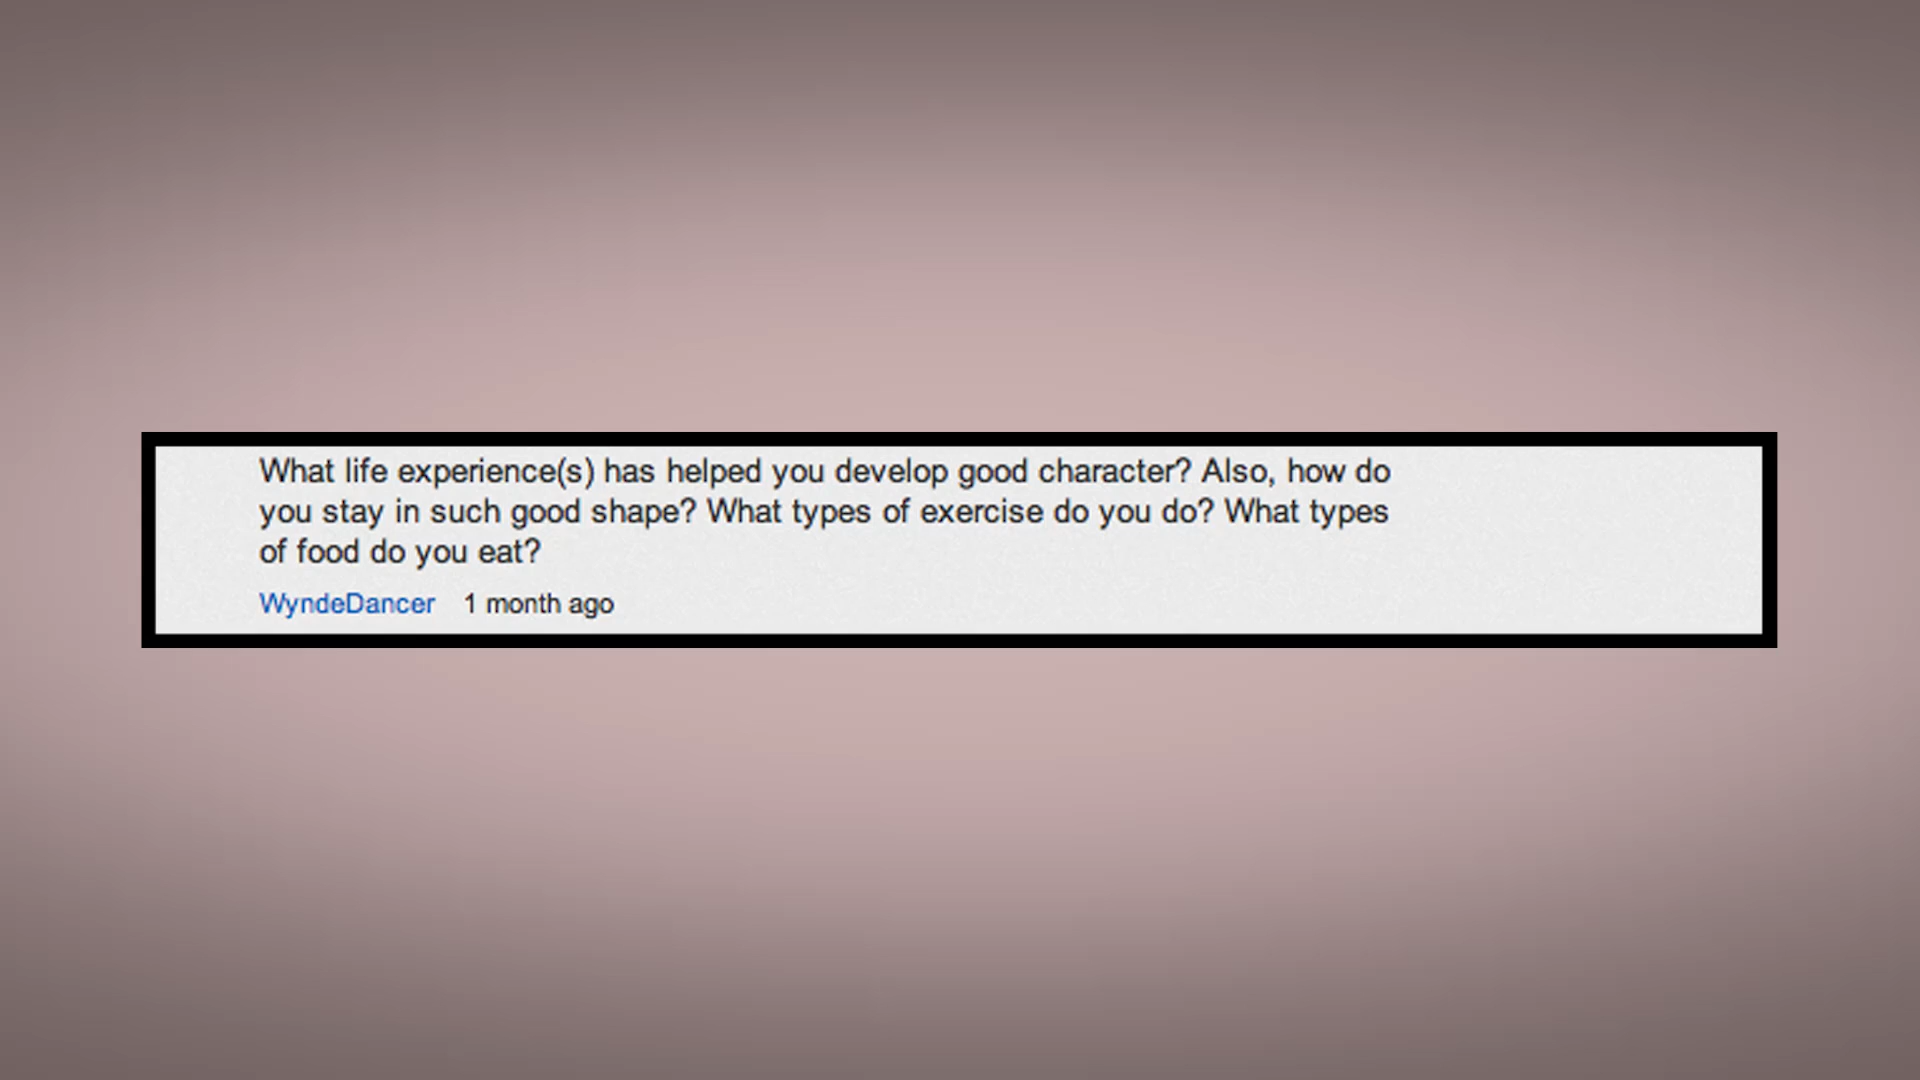 What life experience(s) has helped you develop good character? Also, how do
you stay in such good shape? What types of exercise do you do? What types
of food do you eat?
WyndeDancer 1 month ago